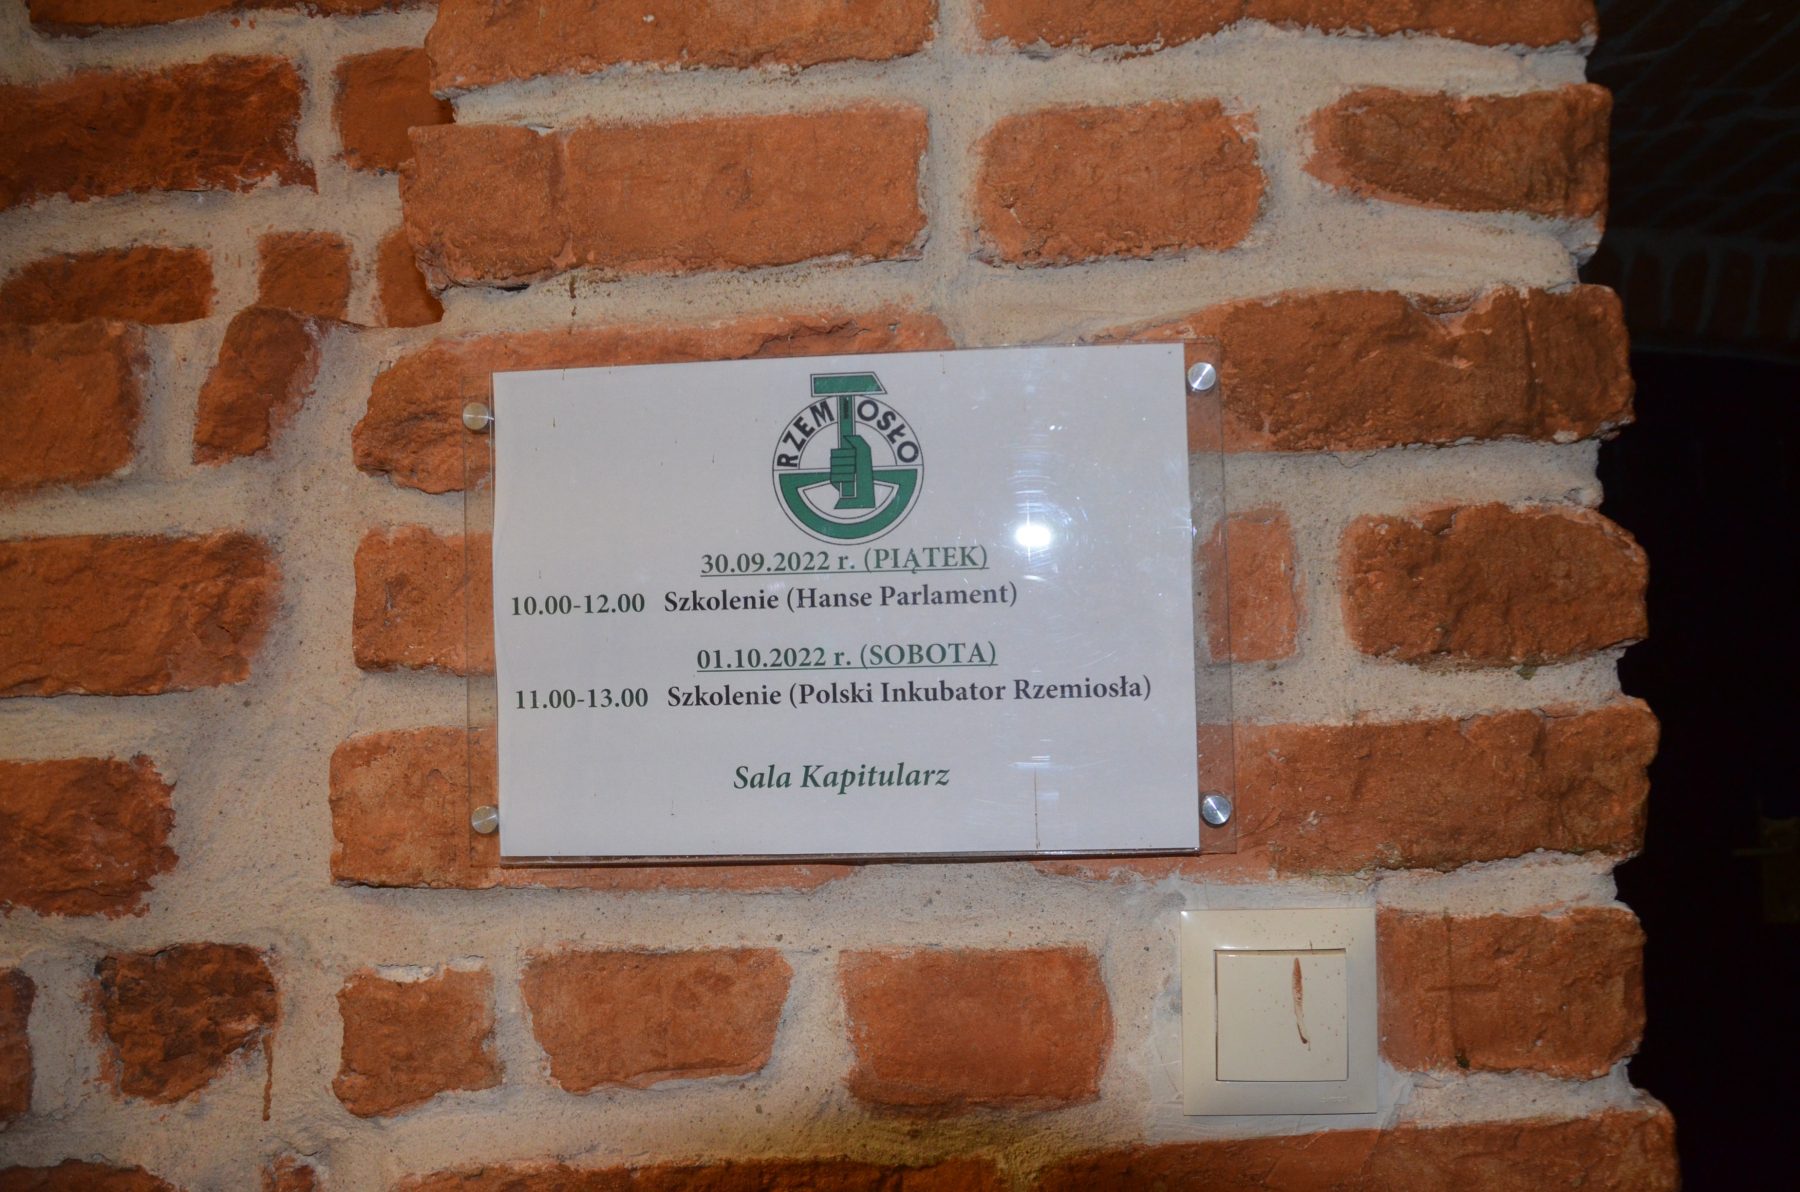 RZEMIOSŁO
30.09.2022 r. (PIĄTEK)
10.00-12.00 Szkolenie (Hanse Parlament)
01.10.2022 r. (SOBOTA)
11.00-13.00 Szkolenie (Polski Inkubator Rzemiosła)
Sala Kapitularz